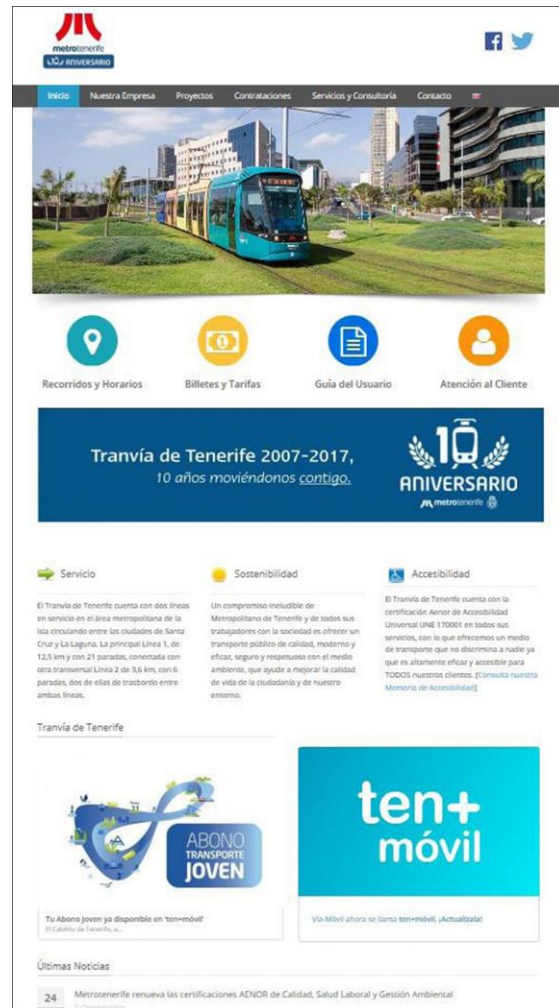 metrotenerife
10 ANIVERSARIO
Inicio Nuestra Empresa Proyectos Contrataciones Servicios y Consultoría Contacto
Recorridos y Horarios Billetes y Tarifas Guía del Usuario Atención al Cliente
Tranvía de Tenerife 2007-2017,
10 años moviéndonos contigo.
10
ANIVERSARIO
metrotenerife
Servicio
El Tranvía de Tenerife cuenta con dos líneas
en servicio en el área metropolitana de la
isla circulando entre las ciudades de Santa
Cruz y La Laguna. La principal Línea 1, de
12,5 km y con 21 paradas, conectada con
otra transversal Línea 2 de 3,6 km, con 6
paradas, dos de ellas de trasbordo entre
ambas líneas.
Sostenibilidad
Un compromiso ineludible de
Metropolitano de Tenerife y de todos sus
trabajadores con la sociedad es ofrecer un
transporte público de calidad, moderno y
eficaz, seguro y respetuoso con el medio
ambiente, que ayude a mejorar la calidad
de vida de la ciudadanía y de nuestro
entorno.
Accesibilidad
El Tranvía de Tenerife cuenta con la
certificación Aenor de Accesibilidad
Universal UNE 170001 en todos sus
servicios, con lo que ofrecemos un medio
de transporte que no discrimina a nadie ya
que es altamente eficaz y accesible para
TODOS nuestros clientes. [Consulta nuestra
Memoria de Accesibilidad]
Tranvía de Tenerife
ABONO
TRANSPORTE
JOVEN
Tu Abono Joven ya disponible en 'ten+móvil'
El Cabildo de Tenerife, a...
ten+
móvil
Vía-Móvil ahora se llama ten+móvil. ¡Actualízala!
Últimas Noticias
24
Metrotenerife renueva las certificaciones AENOR de Calidad, Salud Laboral y Gestión Ambiental